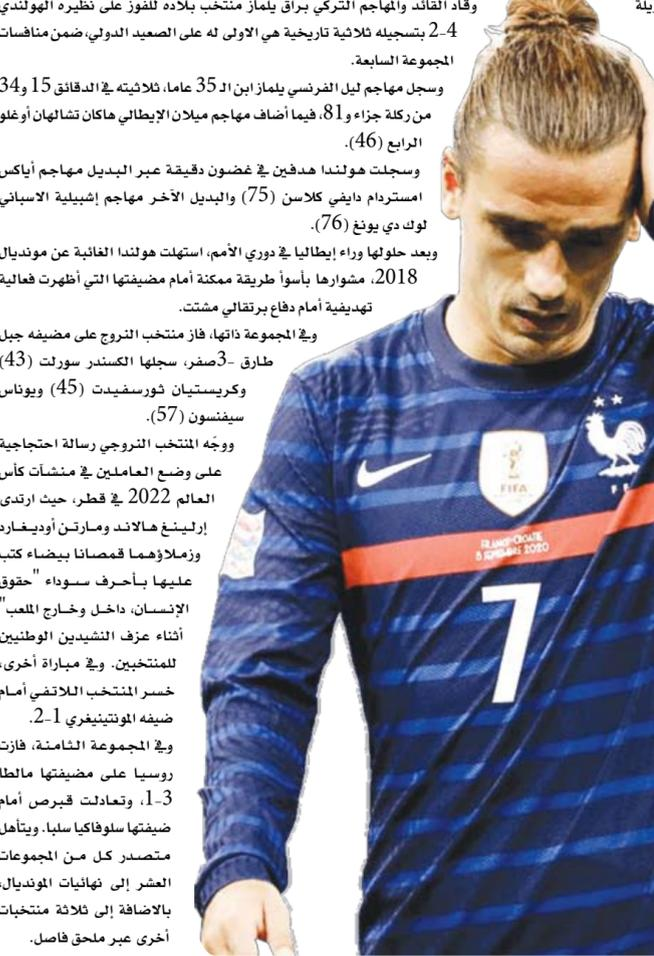 وقاد القائد والمهاجم التركي براق يلماز منتخب بلاده للفوز على نظيره الهولندي
4-2 بتسجيله ثلاثية تاريخية هي الاولى له على الصعيد الدولي، ضمن منافسات
المجموعة السابعة.
وسجل مهاجم ليل الفرنسي يلماز ابن الـ 35 عاما، ثلاثيته في الدقائق 15 و34
من ركلة جزاء و81، فيما أضاف مهاجم ميلان الإيطالي هاكان تشالهان أوغلو
الرابع (46).
وسجلت هولندا هدفين في غضون دقيقة عبر البديل مهاجم أياكس
امستردام دايفي كلاسن (75) والبديل الآخر مهاجم إشبيلية الاسباني
لوك دي يونغ (76).
وبعد حلولها وراء إيطاليا في دوري الأمم، استهلت هولندا الغائبة عن مونديال
2018، مشوارها بأسوأ طريقة ممكنة أمام مضيفتها التي أظهرت فعالية
تهديفية أمام دفاع برتقالي مشتت.
وفي المجموعة ذاتها، فاز منتخب النروج على مضيفه جبل
طارق -3صفر، سجلها الكسندر سورلت (43)
وكريستيان ثورسفيدت (45) ويوناس
سيفنسون (57).
ووجّه المنتخب النروجي رسالة احتجاجية
على وضع العاملين في منشآت كأس
العالم 2022 في قطر، حيث ارتدى
إرلينغ هالاند ومارتن أوديغارد
وزملاؤهما قمصانا بيضاء كتب
عليها بأحرف سوداء "حقوق
الإنسان، داخل وخارج الملعب"
أثناء عزف النشيدين الوطنيين
للمنتخبين. وفي مباراة أخرى،
خسر المنتخب اللاتفي أمام
ضيفه المونتينيغري 1-2.
وفي المجموعة الثامنة، فازت
روسيا على مضيفتها مالطا
3-1، وتعادلت قبرص أمام
ضيفتها سلوفاكيا سلبا. ويتأهل
متصدر كل من المجموعات
العشر إلى نهائيات المونديال،
بالاضافة إلى ثلاثة منتخبات
أخرى عبر ملحق فاصل.
يلة
FIFA
FRANCE-CROATIE
8 SEPTEMBRE 2020
7